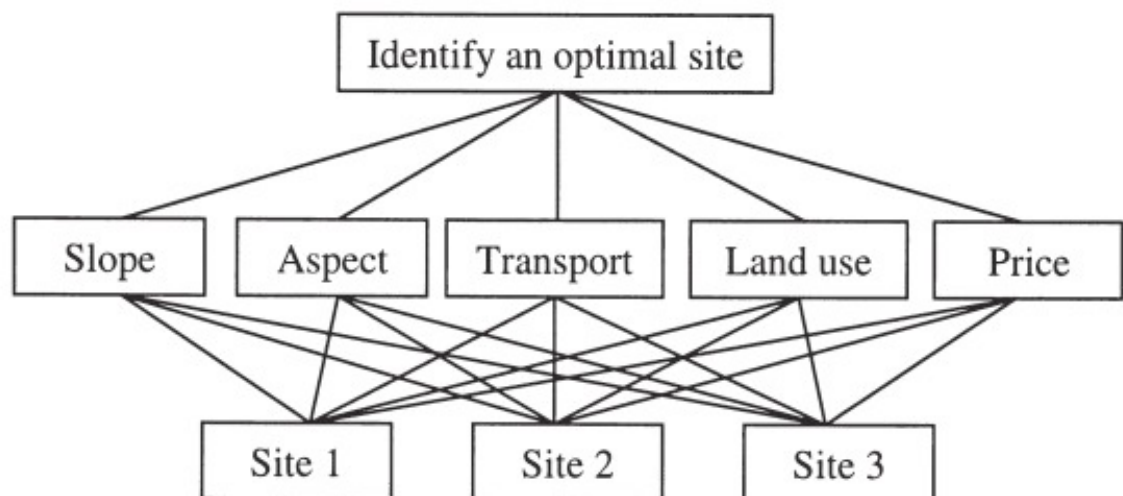 Identify an optimal site
Slope
Aspect
Transport
Land use
Price
Site 1
Site 2
Site 3